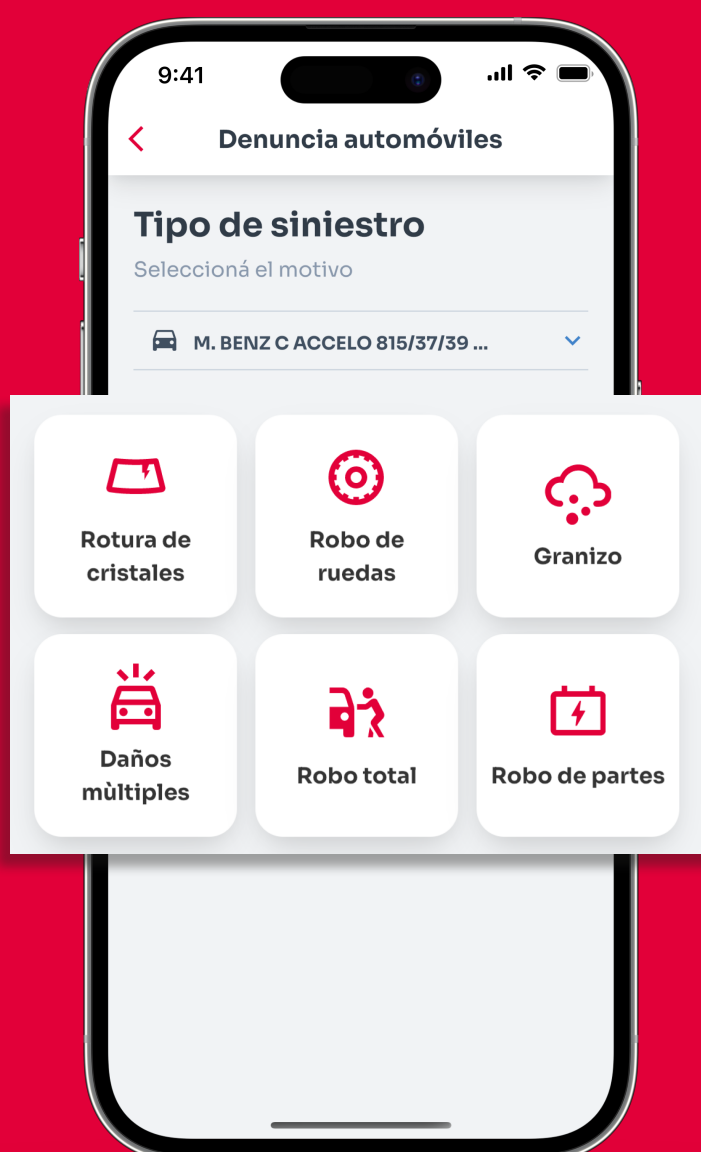 9:41
Denuncia automóviles
Tipo de siniestro
Seleccioná el motivo
M. BENZ C ACCELO 815/37/39 ...
Rotura de
cristales
Robo de
ruedas
Granizo
Daños
mùltiples
Robo total
Robo de partes